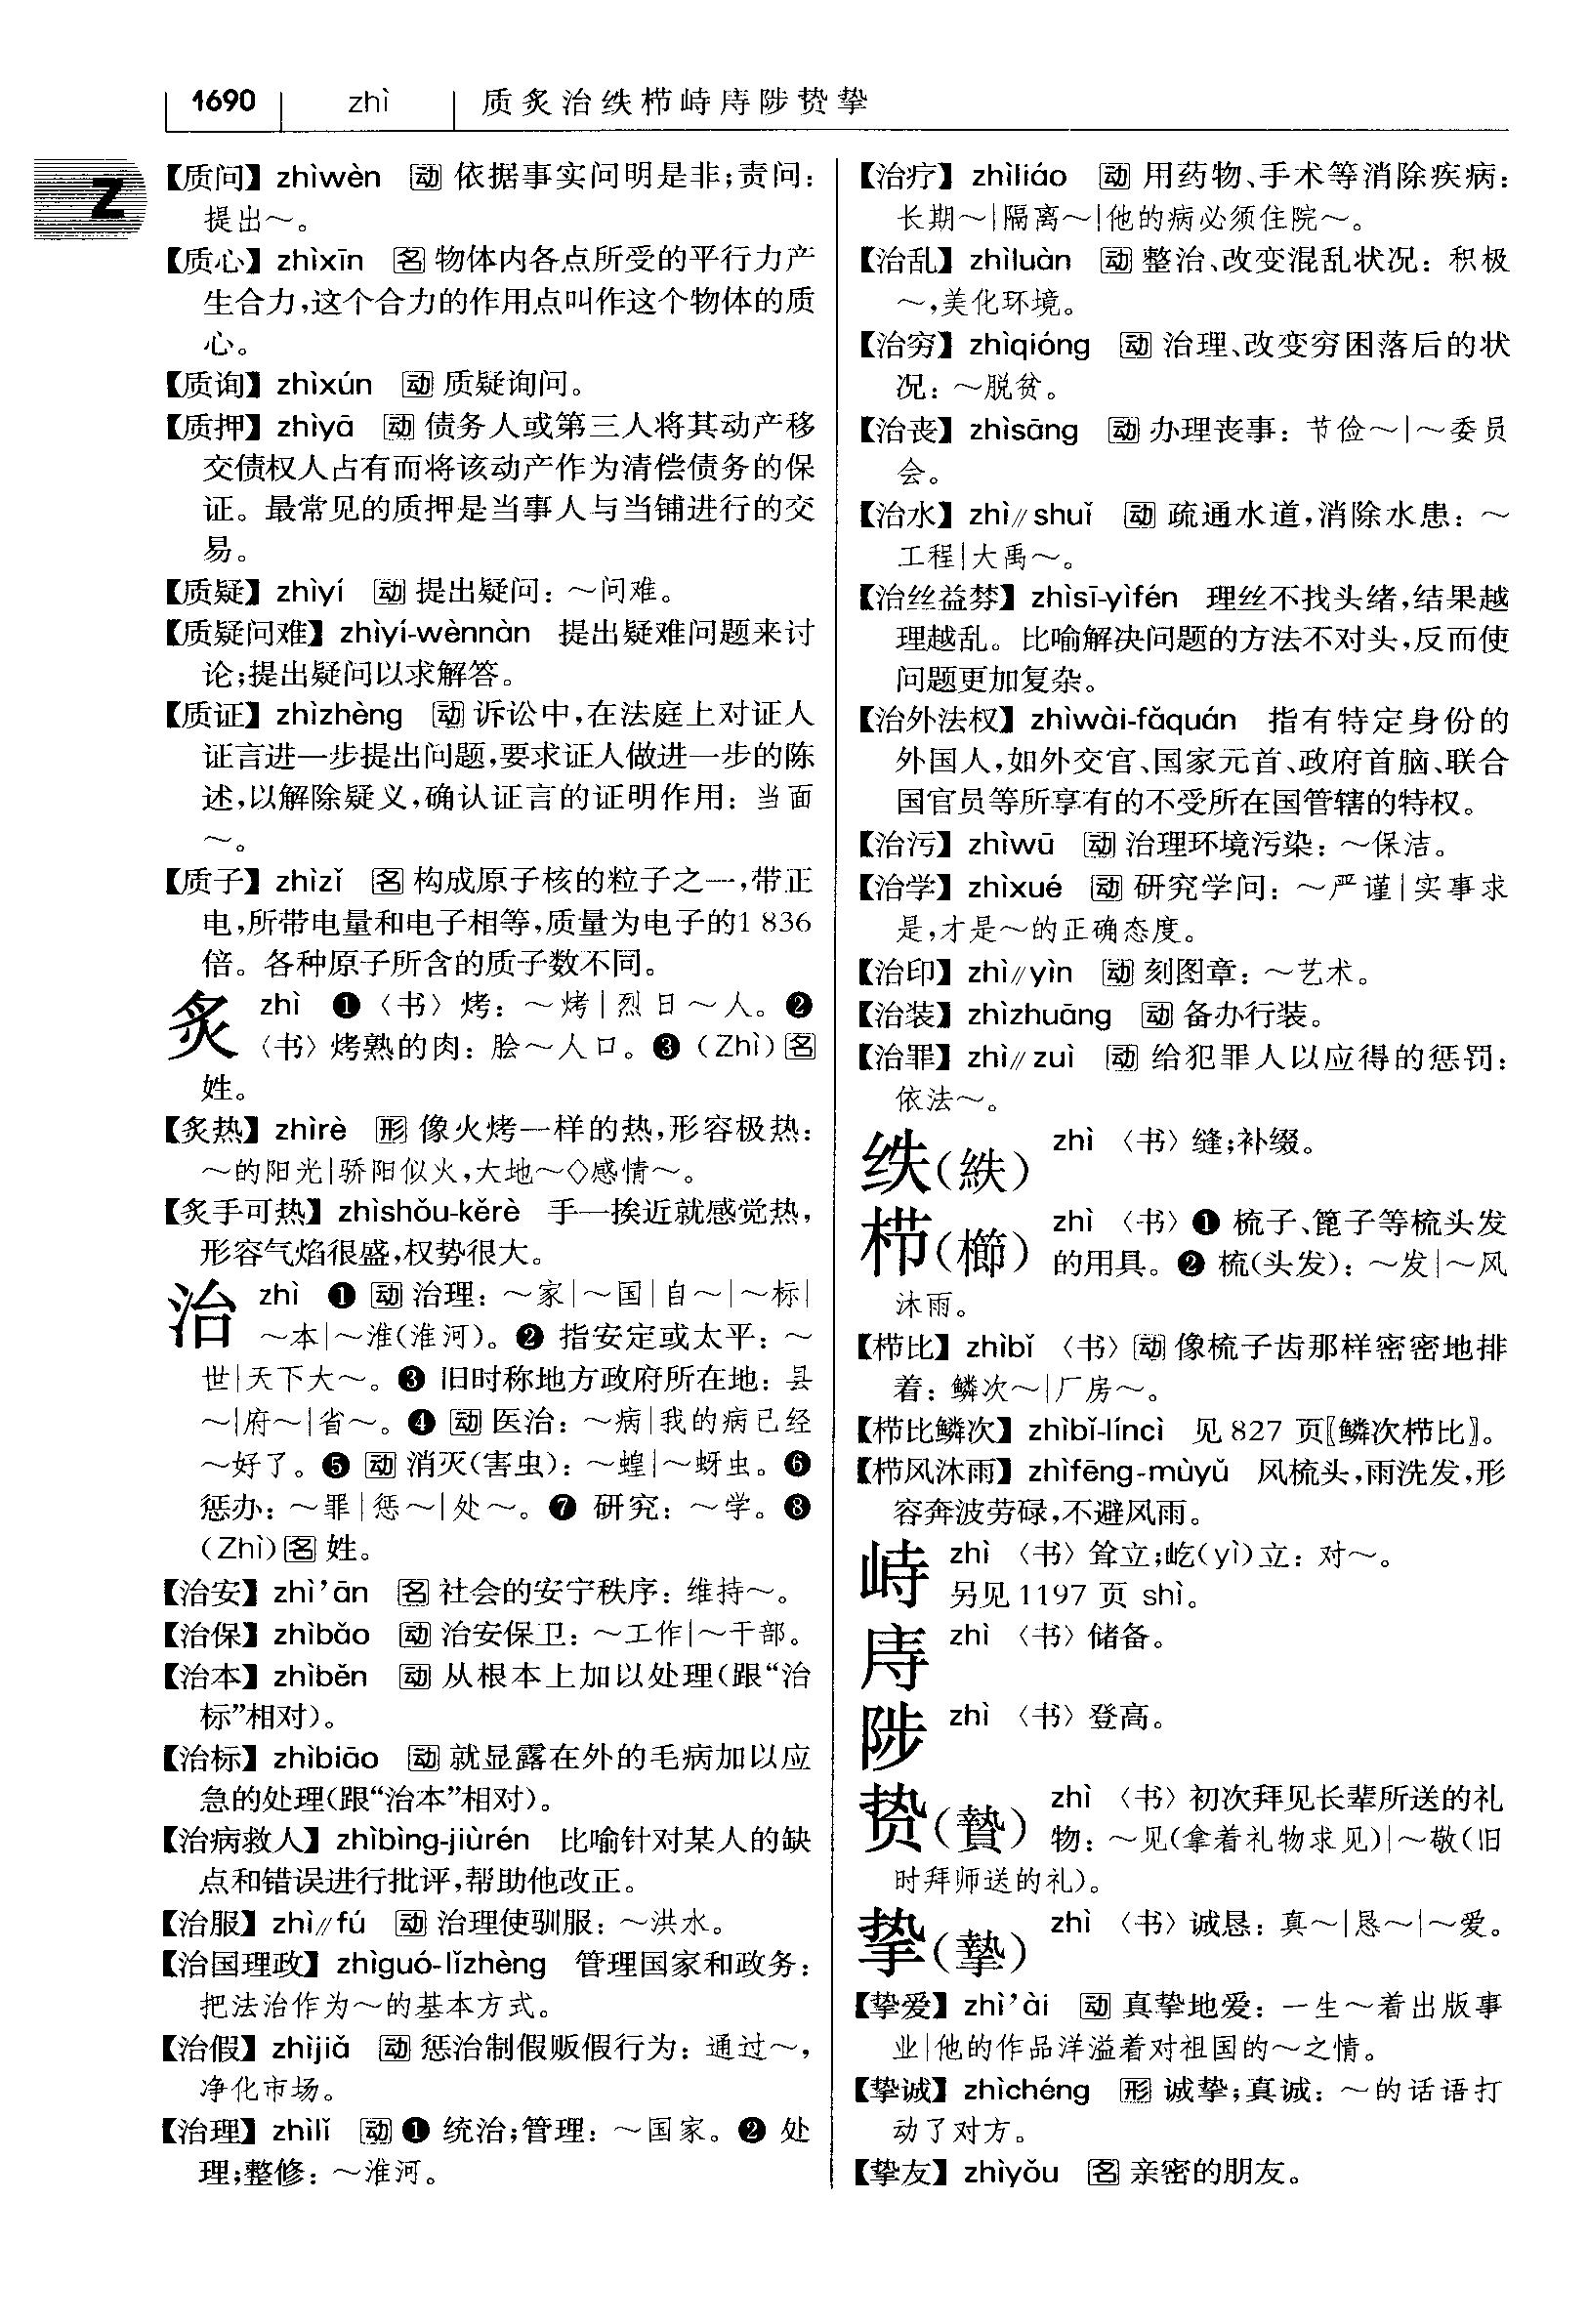 1690 zhì 质炙治紩栉峙庤陟贽挚
Z
【质问】zhìwèn 动 依据事实问明是非;责问:
提出～。
【质心】zhìxīn 名 物体内各点所受的平行力产
生合力,这个合力的作用点叫作这个物体的质
心。
【质询】zhìxún 动 质疑询问。
【质押】zhìyā 动 债务人或第三人将其动产移
交债权人占有而将该动产作为清偿债务的保
证。最常见的质押是当事人与当铺进行的交
易。
【质疑】zhìyí 动 提出疑问: ～问难。
【质疑问难】zhìyí-wènnàn 提出疑难问题来讨
论;提出疑问以求解答。
【质证】zhìzhèng 动 诉讼中,在法庭上对证人
证言进一步提出问题,要求证人做进一步的陈
述,以解除疑义,确认证言的证明作用: 当面
～。
【质子】zhìzǐ 名 构成原子核的粒子之一,带正
电,所带电量和电子相等,质量为电子的1 836
倍。各种原子所含的质子数不同。
炙 zhì ❶〈书〉烤: ～烤|烈日～人。❷
〈书〉烤熟的肉: 脍～人口。❸ (Zhì)名
姓。
【炙热】zhìrè 形 像火烤一样的热,形容极热:
～的阳光|骄阳似火,大地～◇感情～。
【炙手可热】zhìshǒu-kěrè 手一挨近就感觉热,
形容气焰很盛,权势很大。
治 zhì ❶ 动 治理: ～家|～国|自～|～标|
～本|～淮(淮河)。❷ 指安定或太平: ～
世|天下大～。❸ 旧时称地方政府所在地: 县
～|府～|省～。❹ 动 医治: ～病|我的病已经
～好了。❺ 动 消灭(害虫): ～蝗|～蚜虫。❻
惩办: ～罪|惩～|处～。❼ 研究: ～学。❽
(Zhì)名 姓。
【治安】zhì’ān 名 社会的安宁秩序: 维持～。
【治保】zhìbǎo 动 治安保卫: ～工作|～干部。
【治本】zhìběn 动 从根本上加以处理(跟“治
标”相对)。
【治标】zhìbiāo 动 就显露在外的毛病加以应
急的处理(跟“治本”相对)。
【治病救人】zhìbìng-jiùrén 比喻针对某人的缺
点和错误进行批评,帮助他改正。
【治服】zhì∥fú 动 治理使驯服: ～洪水。
【治国理政】zhìguó-lǐzhèng 管理国家和政务:
把法治作为～的基本方式。
【治假】zhìjiǎ 动 惩治制假贩假行为: 通过～,
净化市场。
【治理】zhìlǐ 动 ❶ 统治;管理: ～国家。❷ 处
理;整修: ～淮河。
【治疗】zhìliáo 动 用药物、手术等消除疾病:
长期～|隔离～|他的病必须住院～。
【治乱】zhìluàn 动 整治、改变混乱状况: 积极
～,美化环境。
【治穷】zhìqióng 动 治理、改变穷困落后的状
况: ～脱贫。
【治丧】zhìsāng 动 办理丧事: 节俭～|～委员
会。
【治水】zhì∥shuǐ 动 疏通水道,消除水患: ～
工程|大禹～。
【治丝益棼】zhìsī-yìfén 理丝不找头绪,结果越
理越乱。比喻解决问题的方法不对头,反而使
问题更加复杂。
【治外法权】zhìwài-fǎquán 指有特定身份的
外国人,如外交官、国家元首、政府首脑、联合
国官员等所享有的不受所在国管辖的特权。
【治污】zhìwū 动 治理环境污染: ～保洁。
【治学】zhìxué 动 研究学问: ～严谨|实事求
是,才是～的正确态度。
【治印】zhì∥yìn 动 刻图章: ～艺术。
【治装】zhìzhuāng 动 备办行装。
【治罪】zhì∥zuì 动 给犯罪人以应得的惩罚:
依法～。
𬘭(紩) zhì 〈书〉缝;补缀。
栉(櫛) zhì 〈书〉❶ 梳子、篦子等梳头发
的用具。❷ 梳(头发): ～发|～风
沐雨。
【栉比】zhìbǐ 〈书〉动 像梳子齿那样密密地排
着: 鳞次～|厂房～。
【栉比鳞次】zhìbǐ-líncì 见 827 页〖鳞次栉比〗。
【栉风沐雨】zhìfēng-mùyǔ 风梳头,雨洗发,形
容奔波劳碌,不避风雨。
峙 zhì 〈书〉耸立;屹(yì)立: 对～。
另见 1197 页 shì。
庤 zhì 〈书〉储备。
陟 zhì 〈书〉登高。
贽(贄) zhì 〈书〉初次拜见长辈所送的礼
物: ～见(拿着礼物求见)|～敬(旧
时拜师送的礼)。
挚(摯) zhì 〈书〉诚恳: 真～|恳～|～爱。
【挚爱】zhì’ài 动 真挚地爱: 一生～着出版事
业|他的作品洋溢着对祖国的～之情。
【挚诚】zhìchéng 形 诚挚;真诚: ～的话语打
动了对方。
【挚友】zhìyǒu 名 亲密的朋友。